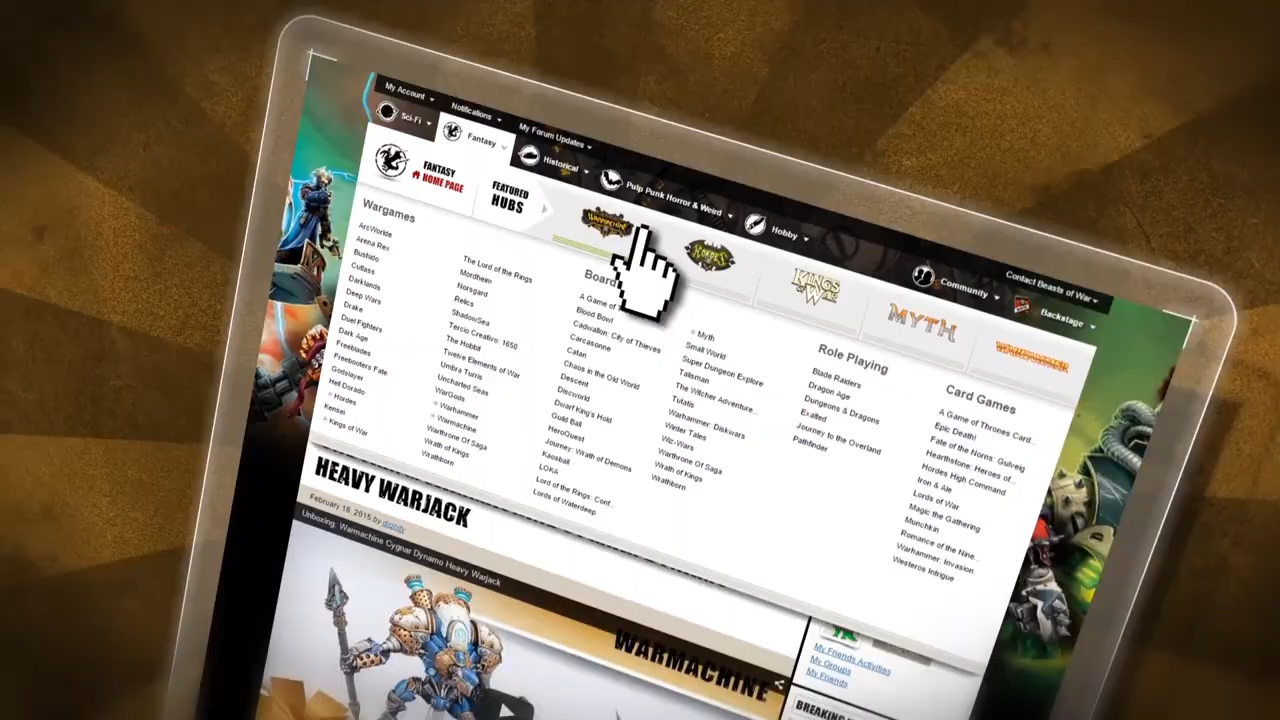 My Account
Notifications
My Forum Updates
Contact Beasts of War
Sci-Fi
Fantasy
Historical
Pulp Punk Horror & Weird
Hobby
Community
Backstage
FANTASY
HOME PAGE
FEATURED
HUBS
WARMACHINE
HORDES
KINGS
of WAR
MYTH
WARHAMMER
Wargames
ArcWorlde
Arena Rex
Bushido
Cutlass
Darklands
Deep Wars
Drake
Duel Fighters
Dark Age
Freeblades
Freebooters Fate
Godslayer
Hell Dorado
Hordes
Kensei
Kings of War
The Lord of the Rings
Mordheim
Norsgard
Relics
ShadowSea
Tercio Creativo: 1650
The Hobbit
Twelve Elements of War
Umbra Turris
Uncharted Seas
WarGods
Warhammer
Warmachine
Warthrone Of Saga
Wrath of Kings
Wrathborn
Board
A Game of
Blood Bowl
Cadwallon: City of Thieves
Carcasonne
Catan
Chaos in the Old World
Descent
Discworld
Dwarf King's Hold
Guild Ball
HeroQuest
Journey: Wrath of Demons
Kaosball
LOKA
Lord of the Rings: Conf...
Lords of Waterdeep
Myth
Small World
Super Dungeon Explore
Talisman
The Witcher Adventure...
Tufatis
Warhammer: Diskwars
Winter Tales
Wiz-Wars
Warthrone Of Saga
Wrath of Kings
Wrathborn
Role Playing
Blade Raiders
Dragon Age
Dungeons & Dragons
Exalted
Journey to the Overland
Pathfinder
Card Games
A Game of Thrones Card...
Epic Death!
Fate of the Norns: Gulveig
Hearthstone: Heroes of...
Hordes High Command
Iron & Ale
Lords of War
Magic the Gathering
Munchkin
Romance of the Nine...
Warhammer: Invasion
Westeros Intrigue
HEAVY WARJACK
February 18, 2015 by dignity
Unboxing: Warmachine Cygnar Dynamo Heavy Warjack
WARMACHINE
My Friends Activities
My Groups
My Friends
BREAKING